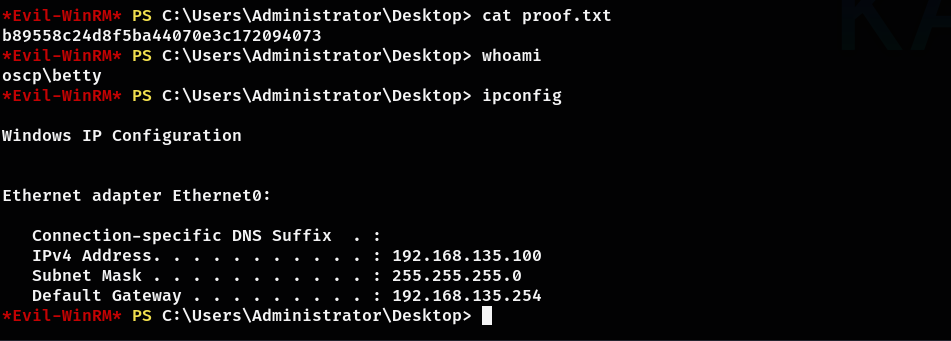 *Evil-WinRM* PS C:\Users\Administrator\Desktop> cat proof.txt
b89558c24d8f5ba44070e3c172094073
*Evil-WinRM* PS C:\Users\Administrator\Desktop> whoami
oscp\betty
*Evil-WinRM* PS C:\Users\Administrator\Desktop> ipconfig
Windows IP Configuration
Ethernet adapter Ethernet0:
Connection-specific DNS Suffix  . :
IPv4 Address. . . . . . . . . . . : 192.168.135.100
Subnet Mask . . . . . . . . . . . : 255.255.255.0
Default Gateway . . . . . . . . . : 192.168.135.254
*Evil-WinRM* PS C:\Users\Administrator\Desktop>